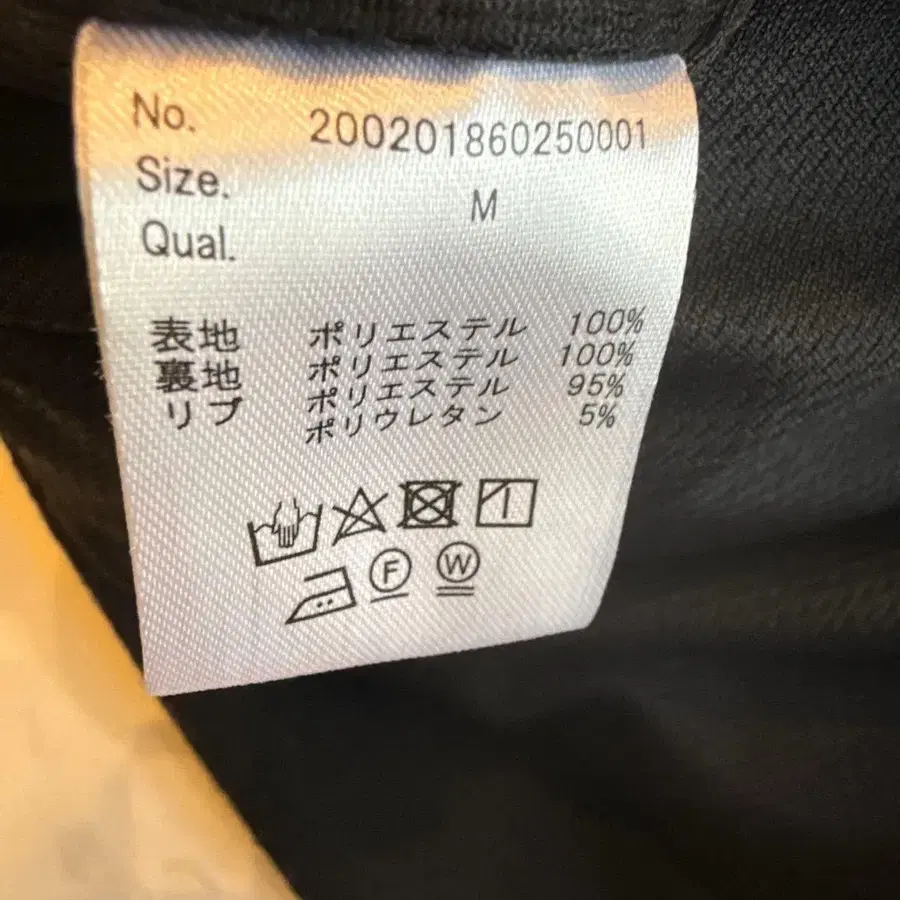 No. 200201860250001
Size. M
Qual.
表地 ポリエステル 100%
裏地 ポリエステル 100%
リブ ポリエステル 95%
ポリウレタン 5%
F W